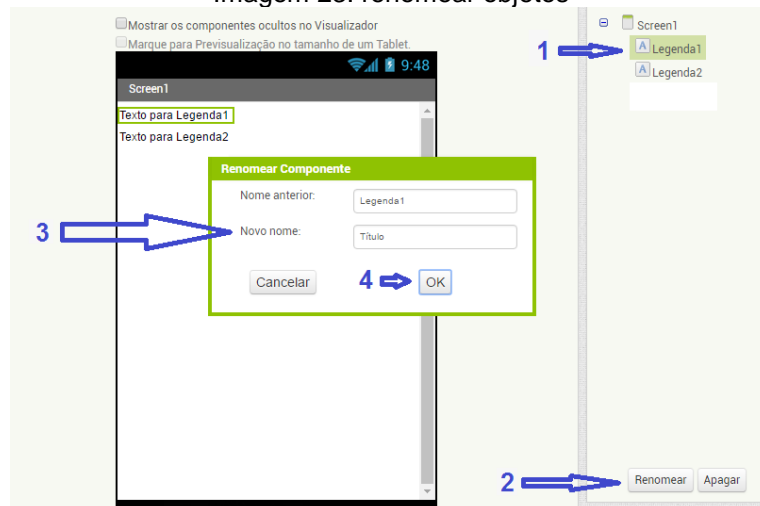 Mostrar os componentes ocultos no Visualizador
Marque para Previsualização no tamanho de um Tablet.
9:48
Screen1
Texto para Legenda1
Texto para Legenda2
Renomear Componente
Nome anterior:
Legenda1
3
Novo nome:
Título
Cancelar
4
OK
Screen1
1
Legenda1
Legenda2
2
Renomear
Apagar